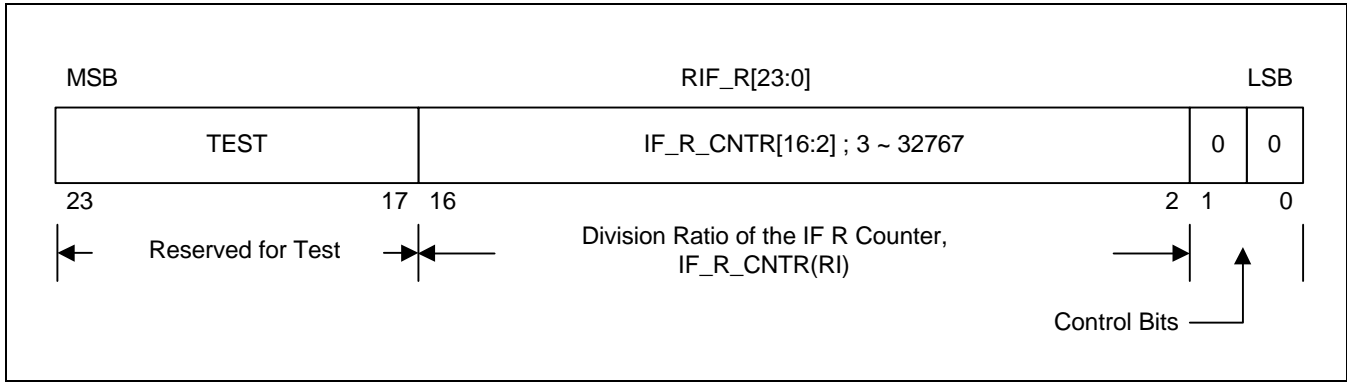 MSB RIF_R[23:0] LSB
TEST IF_R_CNTR[16:2] ; 3 ~ 32767 0 0
23 17 16 2 1 0
Reserved for Test Division Ratio of the IF R Counter,
IF_R_CNTR(RI)
Control Bits